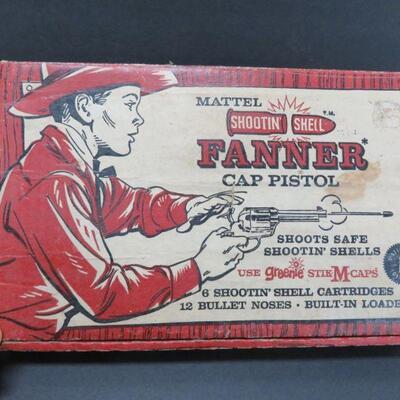 MATTEL
SHOOTIN' SHELL T.M.
FANNER*
CAP PISTOL
SHOOTS SAFE
SHOOTIN' SHELLS
USE greenie STIK-M-CAPS
6 SHOOTIN' SHELL CARTRIDGES
12 BULLET NOSES • BUILT-IN LOADE